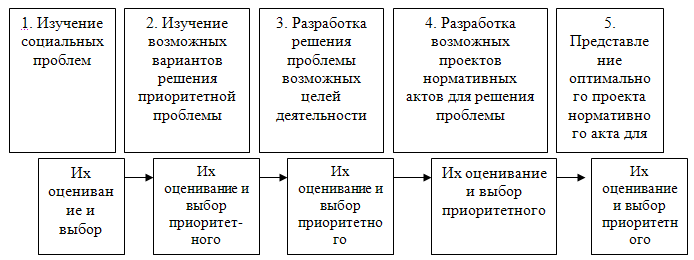 1. Изучение
социальных
проблем
2. Изучение
возможных
вариантов
решения
приоритетной
проблемы
3. Разработка
решения
проблемы
возможных
целей
деятельности
4. Разработка
возможных
проектов
нормативных
актов для решения
проблемы
5.
Представле
ние
оптимально
го проекта
нормативно
го акта для
Их
оцениван
ие и
выбор
Их
оценивание и
выбор
приоритет-
ного
Их
оценивание и
выбор
приоритетно
го
Их оценивание
и выбор
приоритетного
Их
оценивание
и выбор
приоритетн
ого